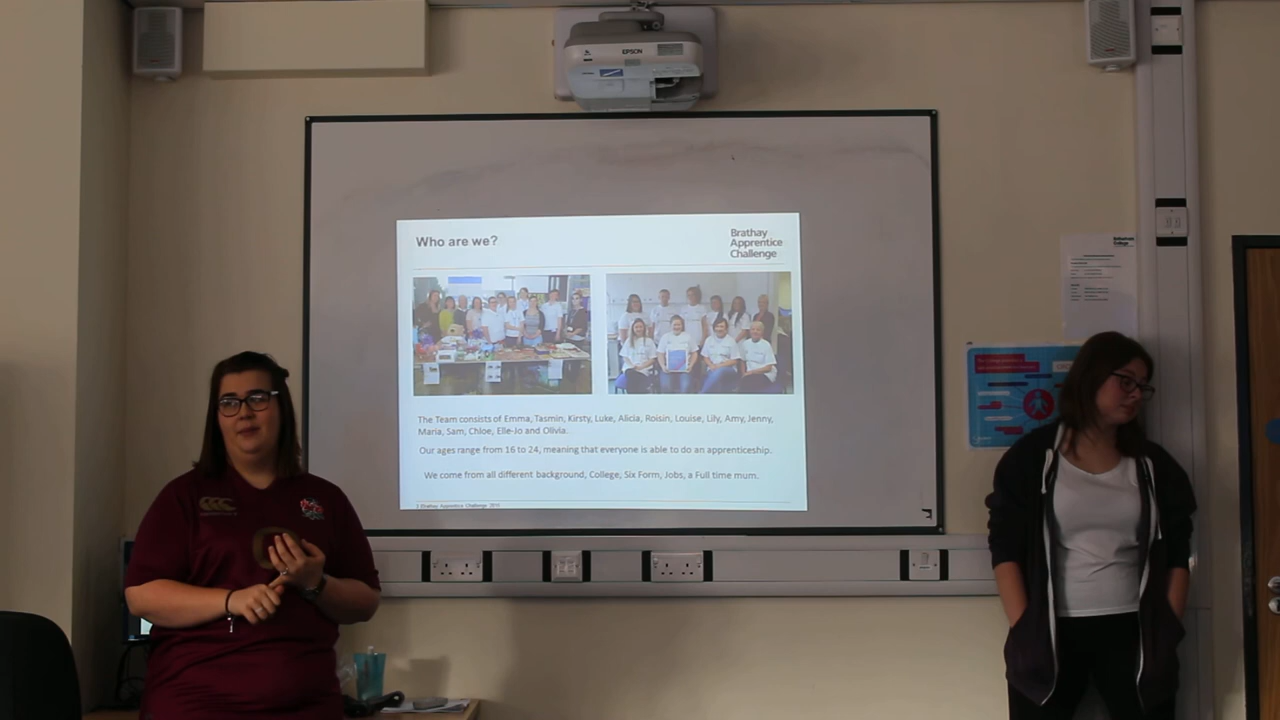 EPSON
Who are we?
Brathay
Apprentice
Challenge
The Team consists of Emma, Tasmin, Kirsty, Luke, Alicia, Roisin, Louise, Lily, Amy, Jenny,
Maria, Sam, Chloe, Elle-Jo and Olivia.
Our ages range from 16 to 24, meaning that everyone is able to do an apprenticeship.
We come from all different background, College, Six Form, Jobs, a Full time mum.
Brathay Apprentice Challenge